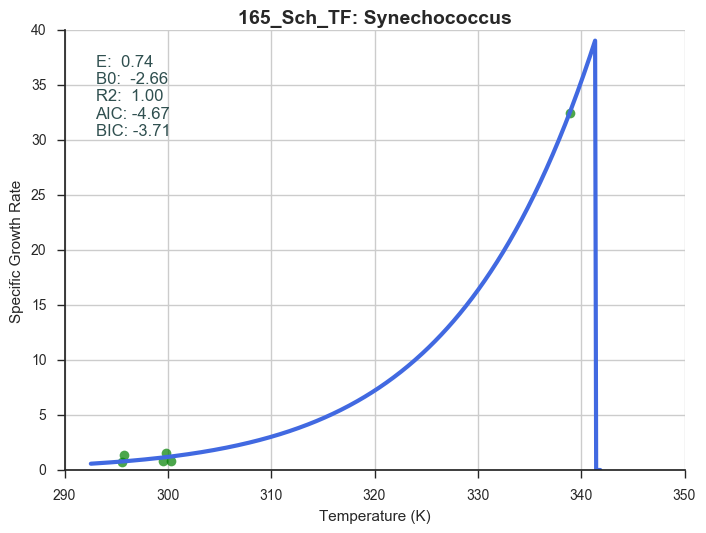 165_Sch_TF: Synechococcus
E:  0.74
B0:  -2.66
R2:  1.00
AIC: -4.67
BIC: -3.71
Specific Growth Rate
40
35
30
25
20
15
10
5
0
290 300 310 320 330 340 350
Temperature (K)